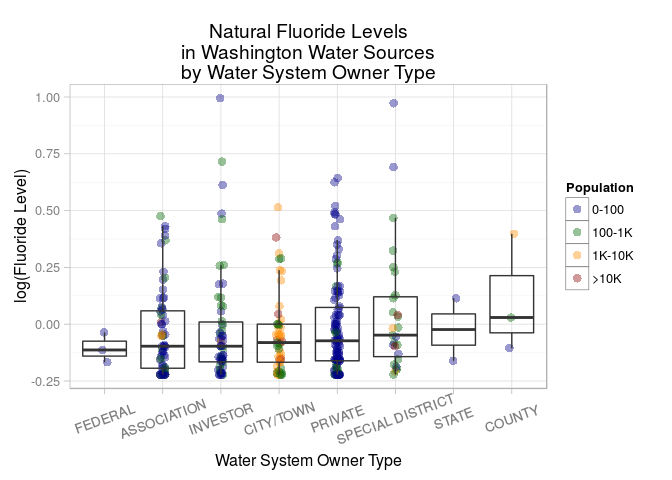 Natural Fluoride Levels
in Washington Water Sources
by Water System Owner Type
log(Fluoride Level)
1.00
0.75
0.50
0.25
0.00
-0.25
FEDERAL
ASSOCIATION
INVESTOR
CITY/TOWN
PRIVATE
SPECIAL DISTRICT
STATE
COUNTY
Water System Owner Type
Population
0-100
100-1K
1K-10K
>10K